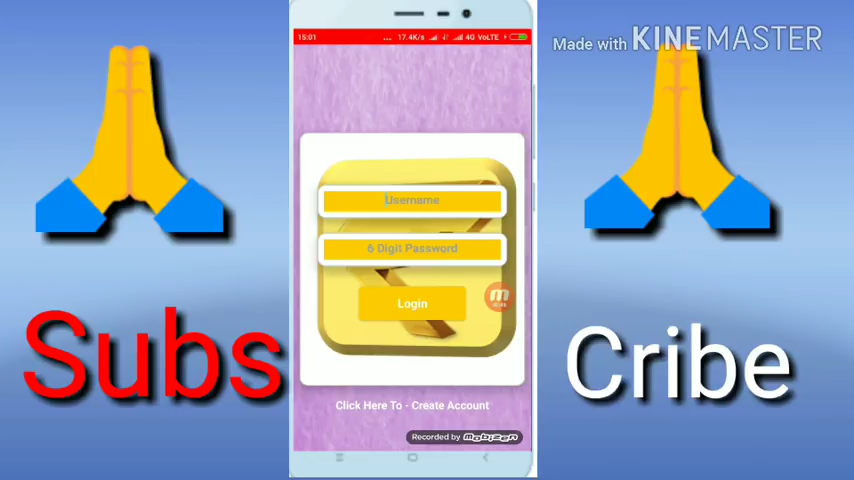 Made with KINEMASTER
15:01
... 17.4K/s 4G VoLTE
Username
6 Digit Password
Login
Subs
Cribe
Click Here To - Create Account
Recorded by mobizen